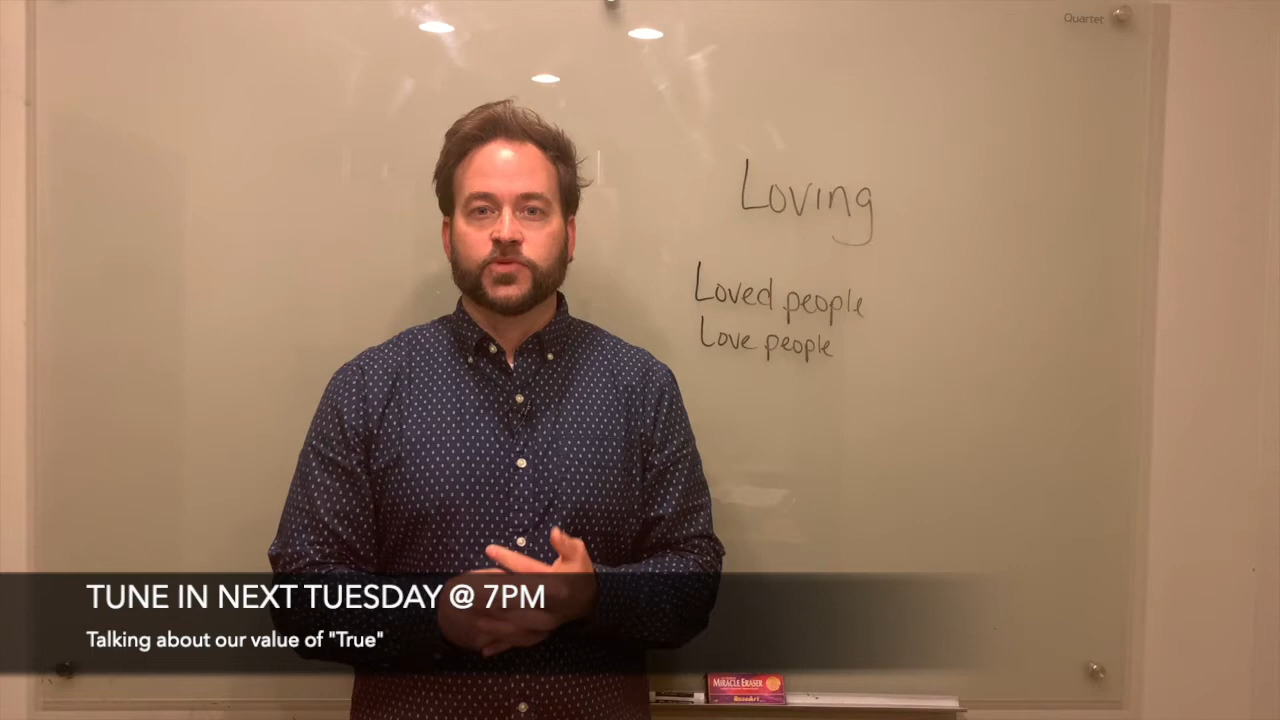 Quartet
Loving
Loved people
Love people
TUNE IN NEXT TUESDAY @ 7PM
Talking about our value of "True"
MIRACLE ERASER
RoseArt